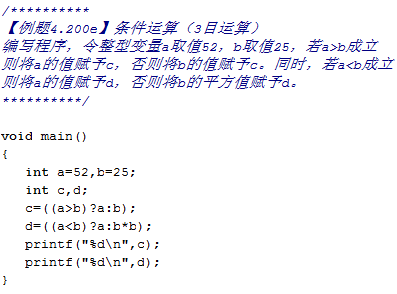 /**********
【例题4.200e】条件运算（3目运算）
编写程序，令整型变量a取值52，b取值25，若a>b成立
则将a的值赋予c，否则将b的值赋予c。同时，若a<b成立
则将a的值赋予d，否则将b的平方值赋予d。
**********/
void main()
{
int a=52,b=25;
int c,d;
c=((a>b)?a:b);
d=((a<b)?a:b*b);
printf("%d\n",c);
printf("%d\n",d);
}